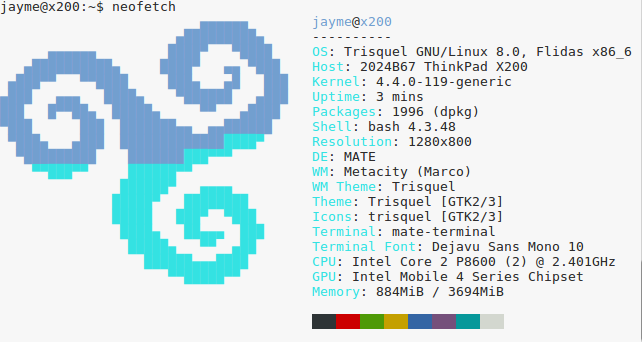 jayme@x200:~$ neofetch
jayme@x200
----------
OS: Trisquel GNU/Linux 8.0, Flidas x86_6
Host: 2024B67 ThinkPad X200
Kernel: 4.4.0-119-generic
Uptime: 3 mins
Packages: 1996 (dpkg)
Shell: bash 4.3.48
Resolution: 1280x800
DE: MATE
WM: Metacity (Marco)
WM Theme: Trisquel
Theme: Trisquel [GTK2/3]
Icons: trisquel [GTK2/3]
Terminal: mate-terminal
Terminal Font: Dejavu Sans Mono 10
CPU: Intel Core 2 P8600 (2) @ 2.401GHz
GPU: Intel Mobile 4 Series Chipset
Memory: 884MiB / 3694MiB